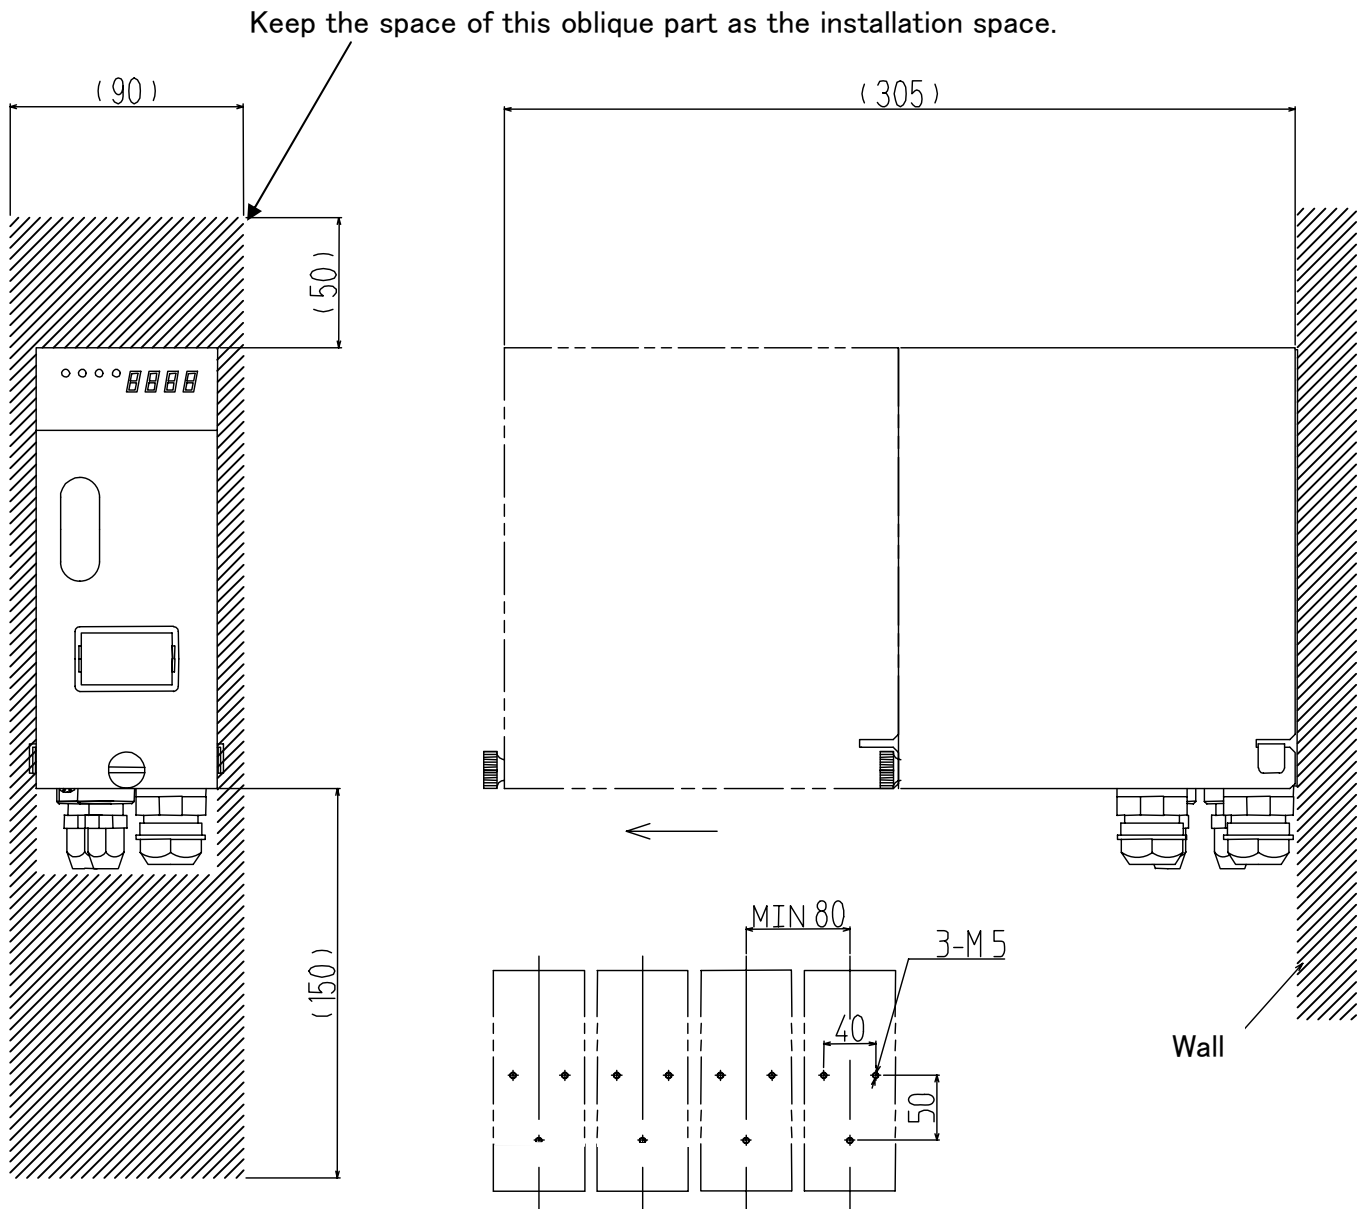 Keep the space of this oblique part as the installation space.
(90)
(305)
(50)
8888
(150)
MIN 80
3-M5
40
50
Wall